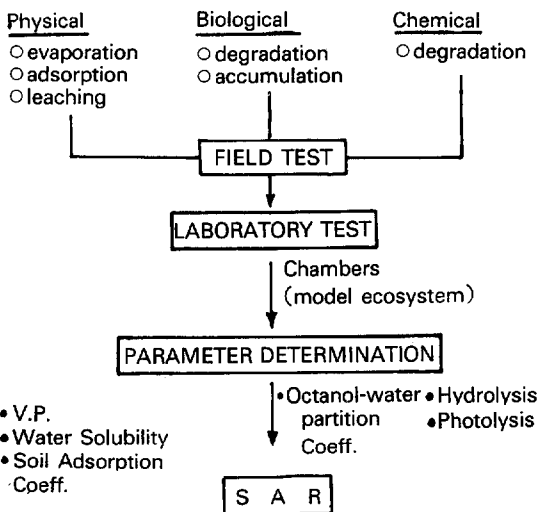 Physical
○ evaporation
○ adsorption
○ leaching
Biological
○ degradation
○ accumulation
Chemical
○ degradation
FIELD TEST
LABORATORY TEST
Chambers
(model ecosystem)
PARAMETER DETERMINATION
• V.P.
• Water Solubility
• Soil Adsorption
Coeff.
• Octanol-water
partition
Coeff.
• Hydrolysis
• Photolysis
S A R